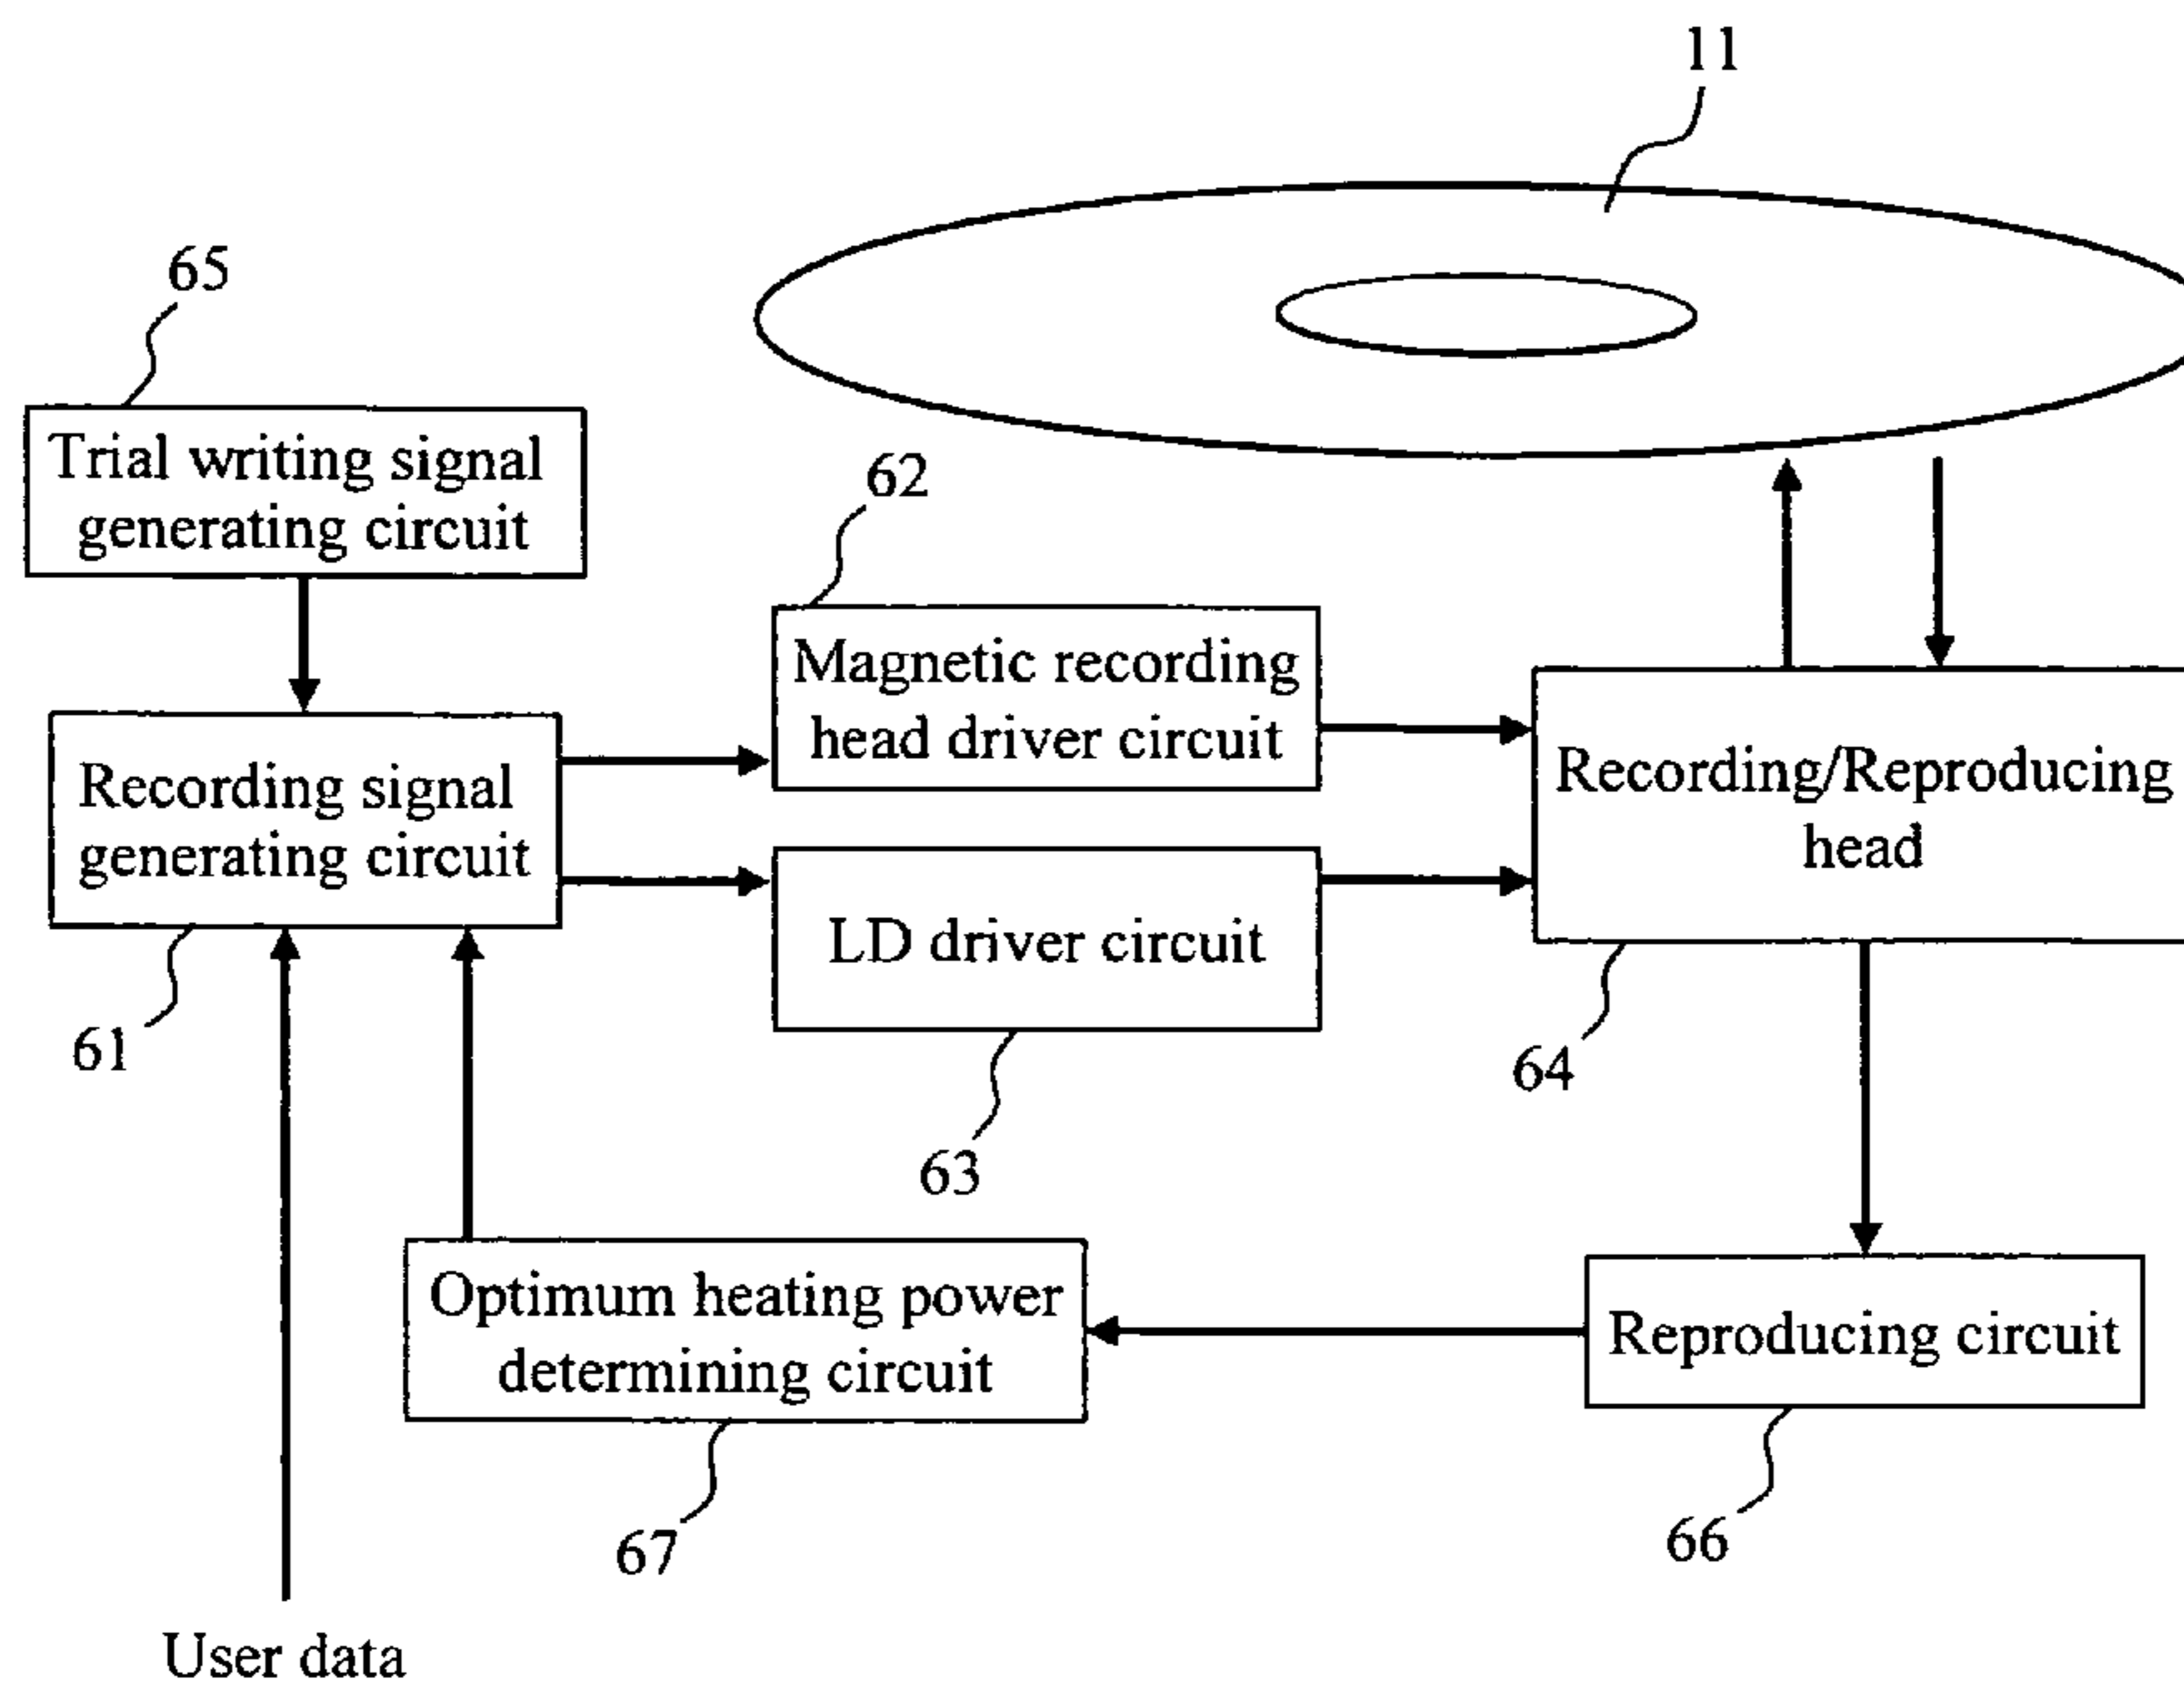 11
65
Trial writing signal
generating circuit
62
Magnetic recording
head driver circuit
Recording signal
generating circuit
Recording/Reproducing
head
LD driver circuit
61
64
63
Optimum heating power
determining circuit
Reproducing circuit
67
66
User data